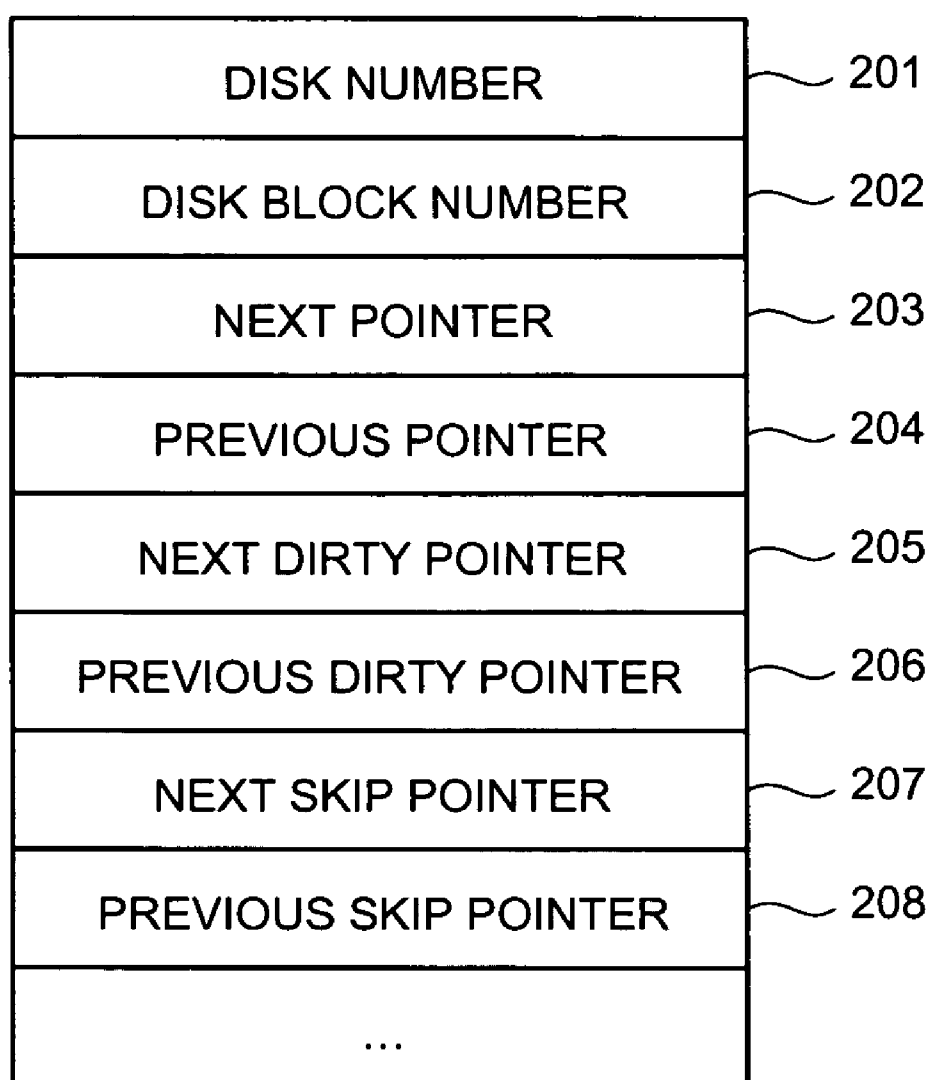 DISK NUMBER 201
DISK BLOCK NUMBER 202
NEXT POINTER 203
PREVIOUS POINTER 204
NEXT DIRTY POINTER 205
PREVIOUS DIRTY POINTER 206
NEXT SKIP POINTER 207
PREVIOUS SKIP POINTER 208
...